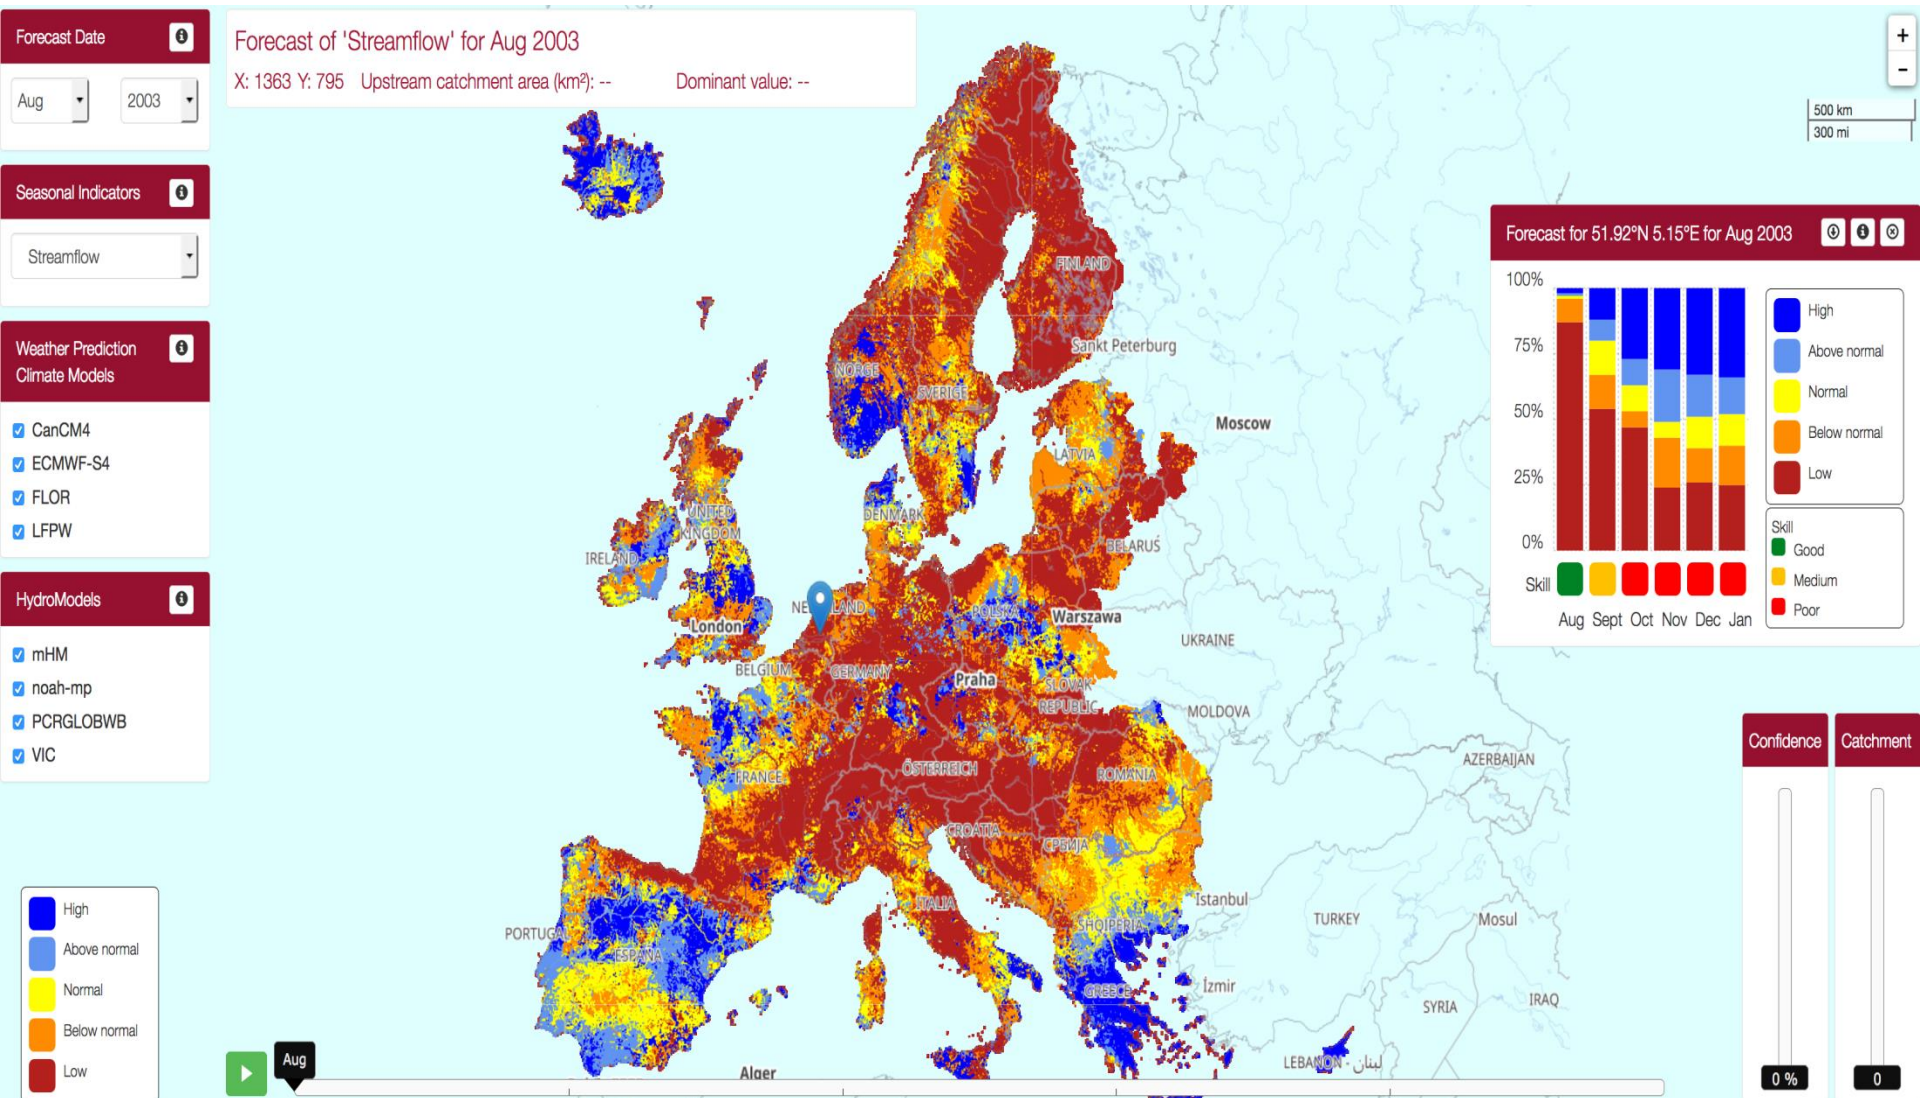 Forecast Date
Aug
2003
Seasonal Indicators
Streamflow
Weather Prediction
Climate Models
CanCM4
ECMWF-S4
FLOR
LFPW
HydroModels
mHM
noah-mp
PCRGLOBWB
VIC
High
Above normal
Normal
Below normal
Low
Forecast of 'Streamflow' for Aug 2003
X: 1363 Y: 795 Upstream catchment area (km²): -- Dominant value: --
+
−
500 km
300 mi
FINLAND
Sankt Peterburg
NORGE
SVERIGE
Moscow
LATVIA
UNITED
KINGDOM
DENMARK
IRELAND
BELARUS
NE LAND
POLSKA
Warszawa
London
UKRAINE
BELGIUM
GERMANY
Praha
SLOVAK
REPUBLIC
MOLDOVA
FRANCE
ÖSTERREICH
ROMÂNIA
AZERBAIJAN
CROATIA
СРБИЈА
Istanbul
ITALIA
TURKEY
Mosul
SHQIPËRIA
PORTUGA
ESPAÑA
GREECE
İzmir
SYRIA
IRAQ
LEBANON - لبنان
Alger
Aug
Forecast for 51.92°N 5.15°E for Aug 2003
100%
75%
50%
25%
0%
Skill
Aug Sept Oct Nov Dec Jan
High
Above normal
Normal
Below normal
Low
Skill
Good
Medium
Poor
Confidence
0 %
Catchment
0